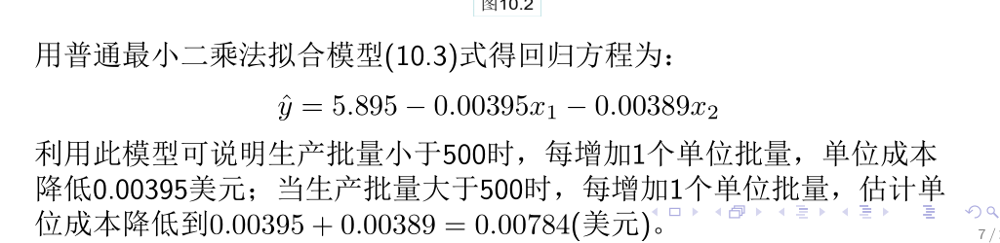 图10.2
用普通最小二乘法拟合模型(10.3)式得回归方程为：
ŷ = 5.895 − 0.00395x₁ − 0.00389x₂
利用此模型可说明生产批量小于500时，每增加1个单位批量，单位成本
降低0.00395美元；当生产批量大于500时，每增加1个单位批量，估计单
位成本降低到0.00395 + 0.00389 = 0.00784(美元)。
7 /